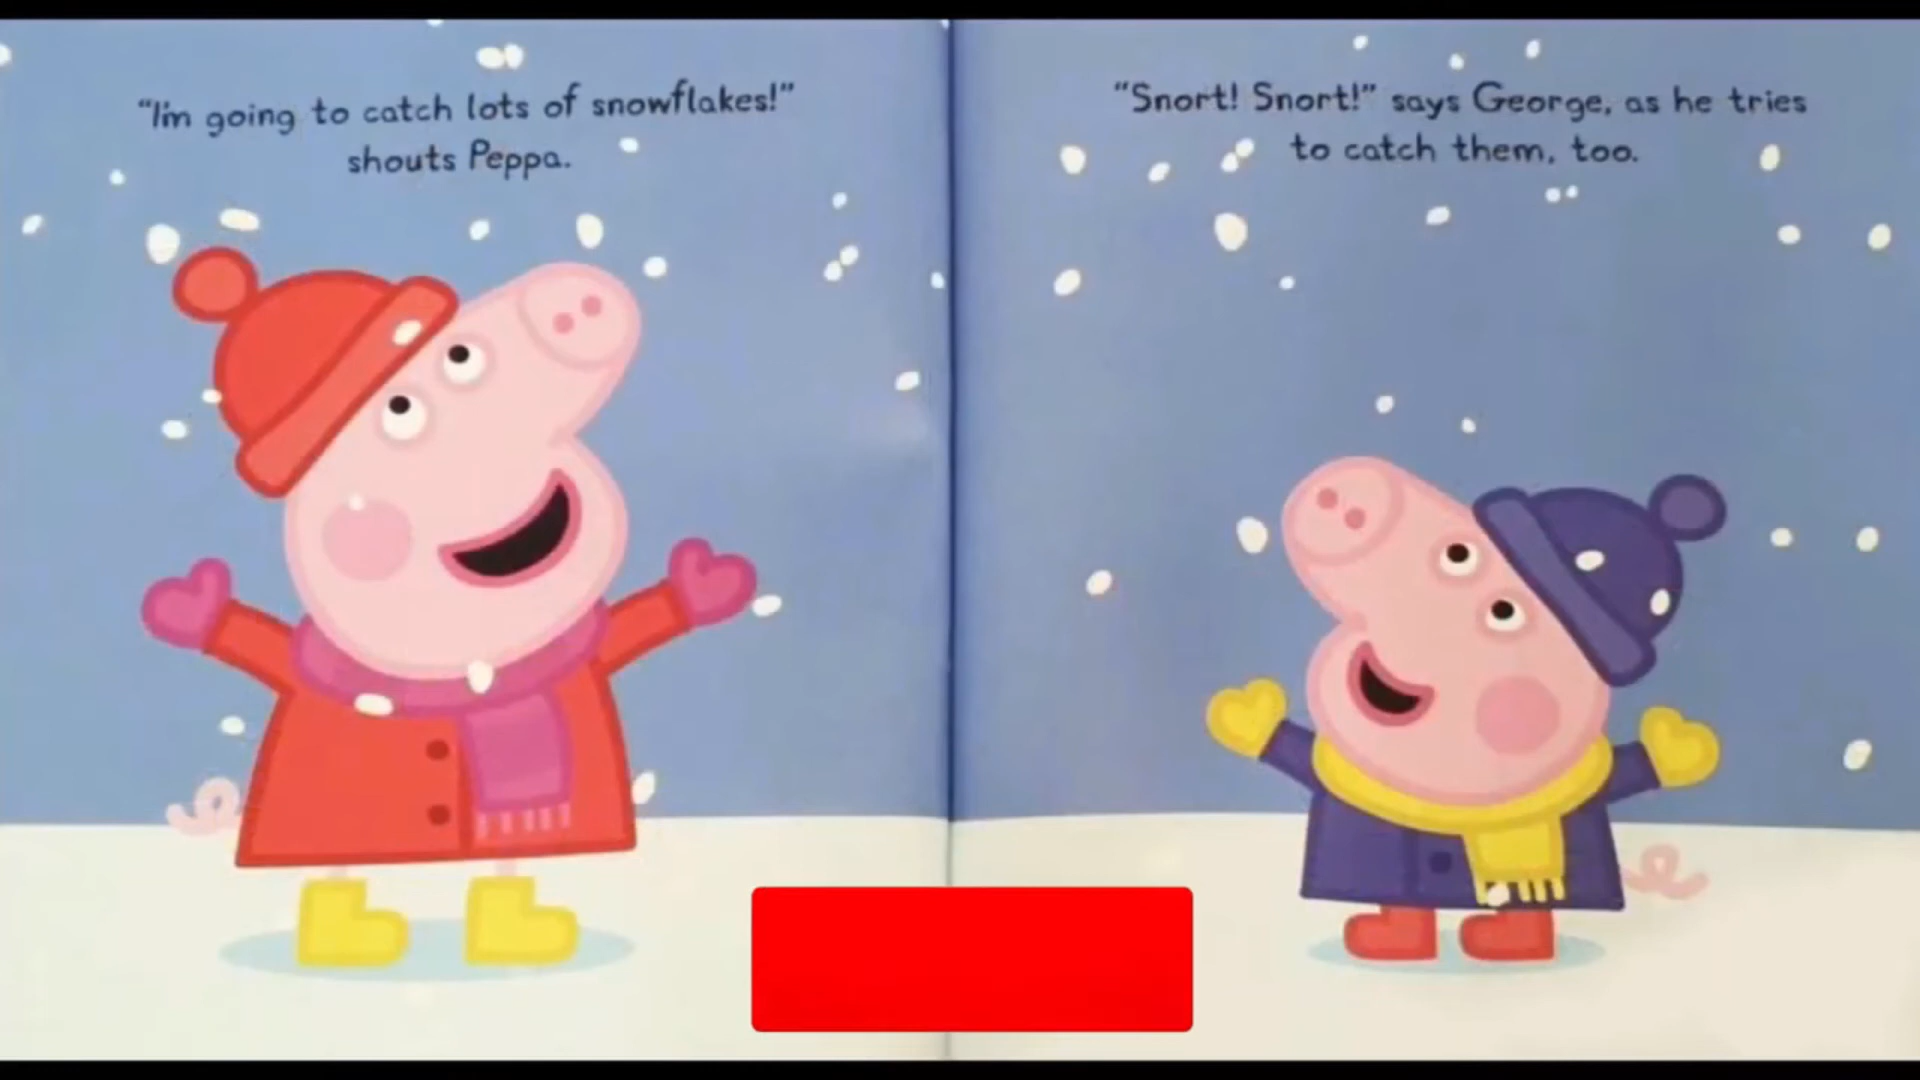 “I'm going to catch lots of snowflakes!”
shouts Peppa.
“Snort! Snort!” says George, as he tries
to catch them, too.